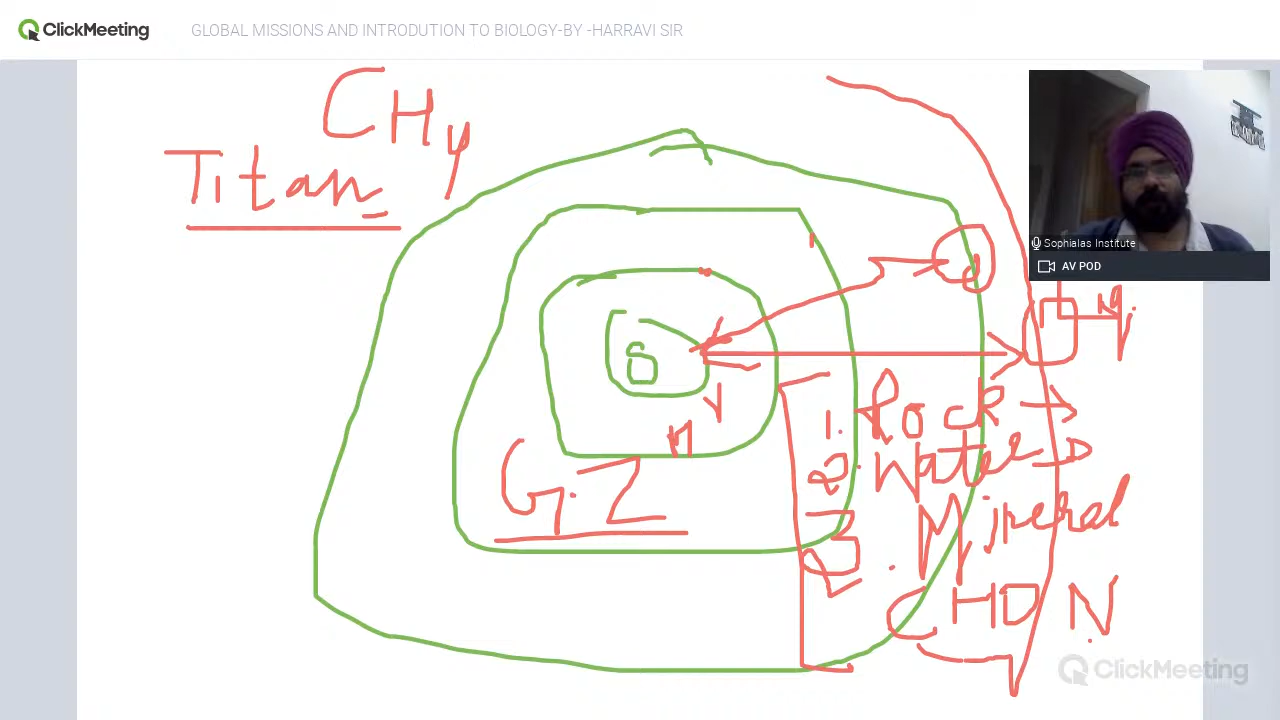 ClickMeeting
GLOBAL MISSIONS AND INTRODUTION TO BIOLOGY-BY -HARRAVI SIR
CH4
Titan
Sophialas Institute
AV POD
G.Z
1. Rock →
2. Water →
3. Mineral
CHON
ClickMeeting